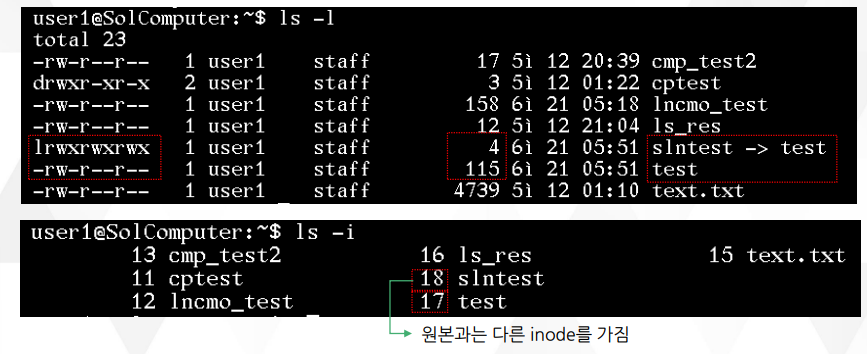 user1@SolComputer:~$ ls -l
total 23
-rw-r--r-- 1 user1 staff 17 5ì 12 20:39 cmp_test2
drwxr-xr-x 2 user1 staff 3 5ì 12 01:22 cptest
-rw-r--r-- 1 user1 staff 158 6ì 21 05:18 lncmo_test
-rw-r--r-- 1 user1 staff 12 5ì 12 21:04 ls_res
lrwxrwxrwx 1 user1 staff 4 6ì 21 05:51 slntest -> test
-rw-r--r-- 1 user1 staff 115 6ì 21 05:51 test
-rw-r--r-- 1 user1 staff 4739 5ì 12 01:10 text.txt
user1@SolComputer:~$ ls -i
13 cmp_test2 16 ls_res 15 text.txt
11 cptest 18 slntest
12 lncmo_test 17 test
원본과는 다른 inode를 가짐